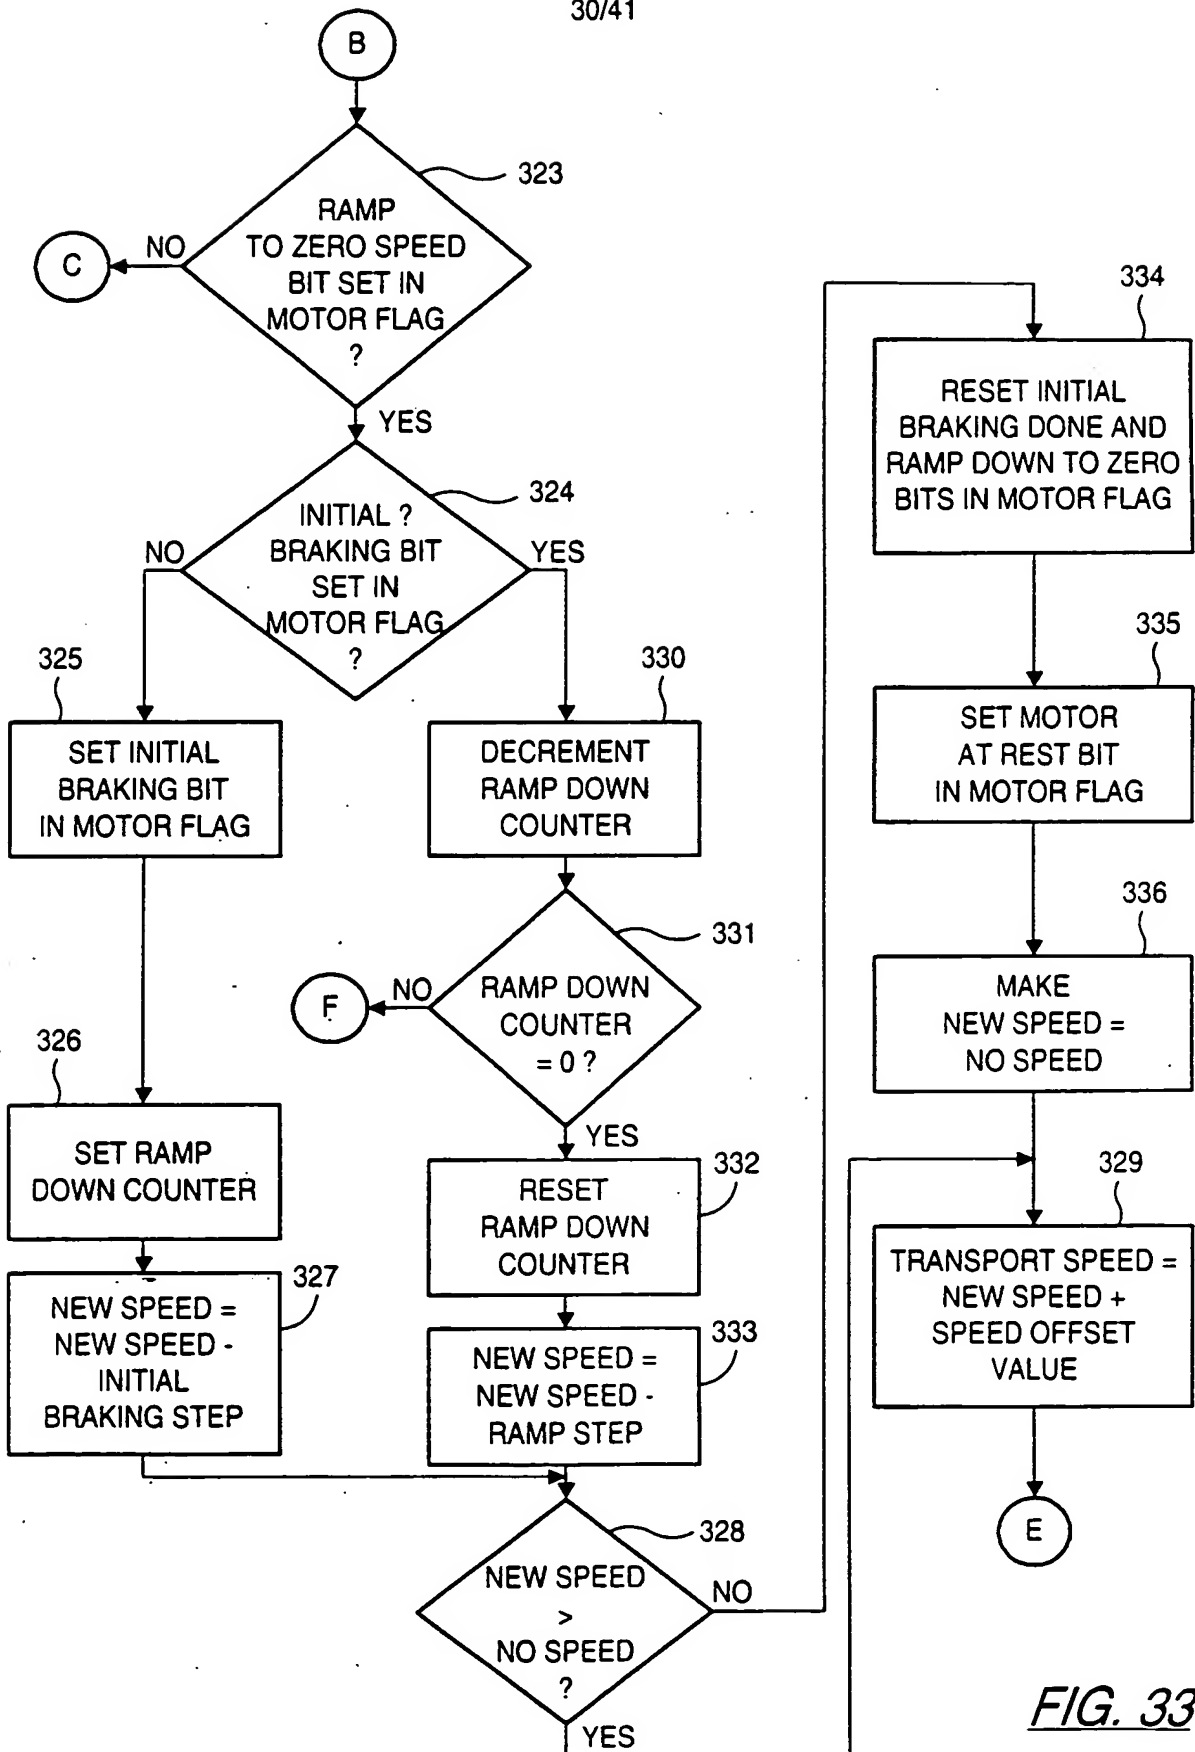 30/41
B
323
RAMP
TO ZERO SPEED
BIT SET IN
MOTOR FLAG
?
NO
C
YES
324
INITIAL ?
BRAKING BIT
SET IN
MOTOR FLAG
?
NO
YES
325
SET INITIAL
BRAKING BIT
IN MOTOR FLAG
326
SET RAMP
DOWN COUNTER
327
NEW SPEED =
NEW SPEED -
INITIAL
BRAKING STEP
330
DECREMENT
RAMP DOWN
COUNTER
331
RAMP DOWN
COUNTER
= 0 ?
NO
F
YES
332
RESET
RAMP DOWN
COUNTER
333
NEW SPEED =
NEW SPEED -
RAMP STEP
328
NEW SPEED
>
NO SPEED
?
NO
YES
334
RESET INITIAL
BRAKING DONE AND
RAMP DOWN TO ZERO
BITS IN MOTOR FLAG
335
SET MOTOR
AT REST BIT
IN MOTOR FLAG
336
MAKE
NEW SPEED =
NO SPEED
329
TRANSPORT SPEED =
NEW SPEED +
SPEED OFFSET
VALUE
E
FIG. 33